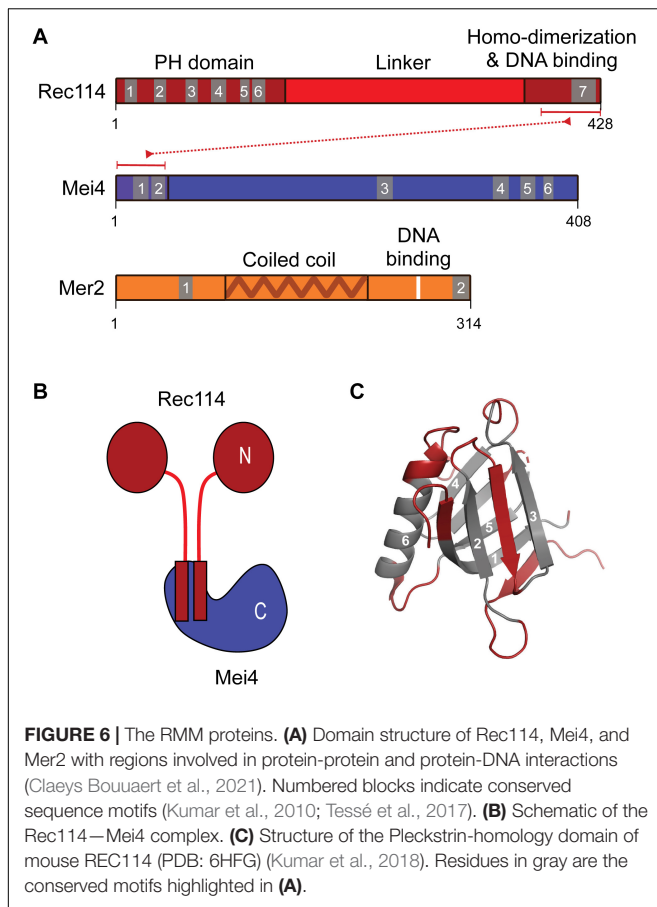 A
PH domain
Linker
Homo-dimerization
& DNA binding
Rec114
1 2 3 4 5 6 7
1
428
Mei4
1 2 3 4 5 6
1
408
Coiled coil
DNA
binding
Mer2
1 2
1
314
B
C
Rec114
N
C
Mei4
4
5
3
6
2
1
FIGURE 6 | The RMM proteins. (A) Domain structure of Rec114, Mei4, and
Mer2 with regions involved in protein-protein and protein-DNA interactions
(Claeys Bouuaert et al., 2021). Numbered blocks indicate conserved
sequence motifs (Kumar et al., 2010; Tessé et al., 2017). (B) Schematic of the
Rec114—Mei4 complex. (C) Structure of the Pleckstrin-homology domain of
mouse REC114 (PDB: 6HFG) (Kumar et al., 2018). Residues in gray are the
conserved motifs highlighted in (A).